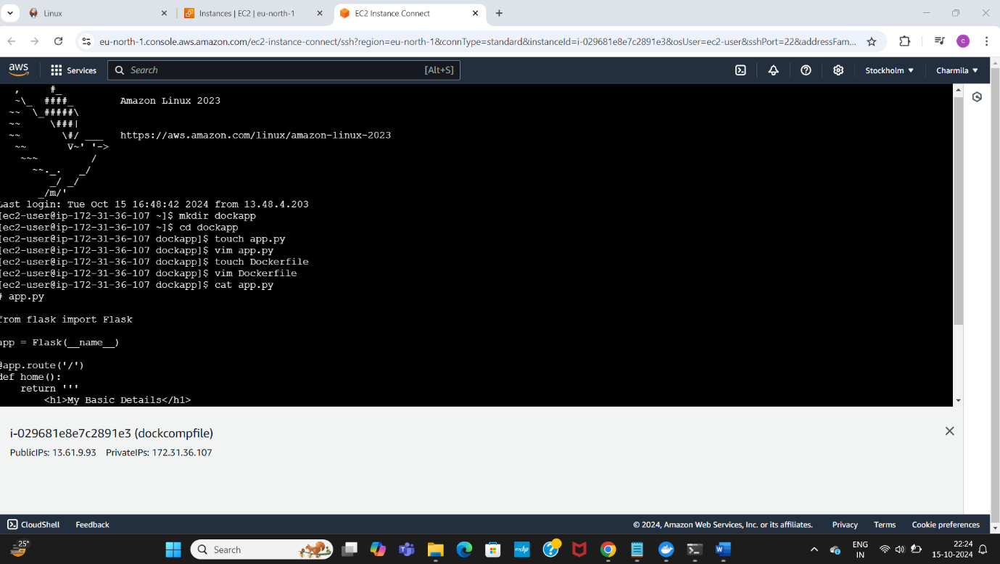 Linux
Instances | EC2 | eu-north-1
EC2 Instance Connect
eu-north-1.console.aws.amazon.com/ec2-instance-connect/ssh?region=eu-north-1&connType=standard&instanceId=i-029681e8e7c2891e3&osUser=ec2-user&sshPort=22&addressFam...
C
aws
Services
Search
[Alt+S]
Stockholm
Charmila
,     #_
~\_  ####_        Amazon Linux 2023
~~  \_#####\
~~     \###|
~~       \#/ ___   https://aws.amazon.com/linux/amazon-linux-2023
~~       V~' '->
~~~         /
~~._.   _/
_/ _/
_/m/'
Last login: Tue Oct 15 16:48:42 2024 from 13.48.4.203
[ec2-user@ip-172-31-36-107 ~]$ mkdir dockapp
[ec2-user@ip-172-31-36-107 ~]$ cd dockapp
[ec2-user@ip-172-31-36-107 dockapp]$ touch app.py
[ec2-user@ip-172-31-36-107 dockapp]$ vim app.py
[ec2-user@ip-172-31-36-107 dockapp]$ touch Dockerfile
[ec2-user@ip-172-31-36-107 dockapp]$ vim Dockerfile
[ec2-user@ip-172-31-36-107 dockapp]$ cat app.py
# app.py
from flask import Flask
app = Flask(__name__)
@app.route('/')
def home():
return '''
<h1>My Basic Details</h1>
i-029681e8e7c2891e3 (dockcompfile)
PublicIPs: 13.61.9.93 PrivateIPs: 172.31.36.107
CloudShell
Feedback
© 2024, Amazon Web Services, Inc. or its affiliates.
Privacy
Terms
Cookie preferences
25°
Search
myhp
ENG
IN
22:24
15-10-2024